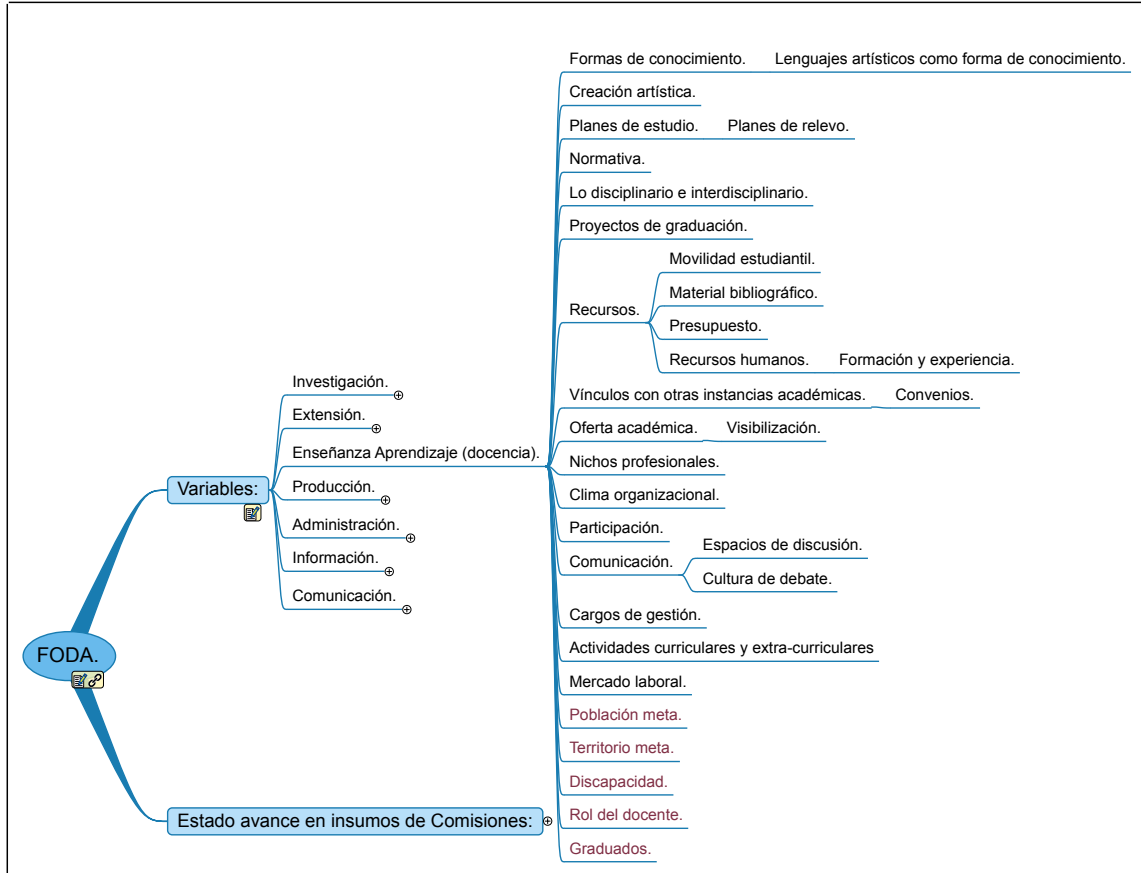 Formas de conocimiento. Lenguajes artísticos como forma de conocimiento.
Creación artística.
Planes de estudio. Planes de relevo.
Normativa.
Lo disciplinario e interdisciplinario.
Proyectos de graduación.
Movilidad estudiantil.
Material bibliográfico.
Recursos.
Presupuesto.
Recursos humanos. Formación y experiencia.
Investigación.
Vínculos con otras instancias académicas. Convenios.
Extensión.
Oferta académica. Visibilización.
Enseñanza Aprendizaje (docencia).
Nichos profesionales.
Variables:
Producción.
Clima organizacional.
Administración.
Participación.
Espacios de discusión.
Información.
Comunicación.
Cultura de debate.
Comunicación.
Cargos de gestión.
FODA.
Actividades curriculares y extra-curriculares
Mercado laboral.
Población meta.
Territorio meta.
Discapacidad.
Estado avance en insumos de Comisiones:
Rol del docente.
Graduados.